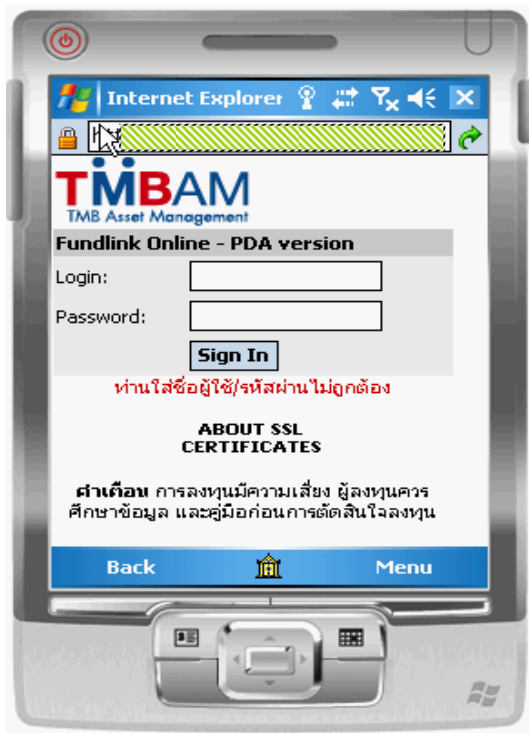 Internet Explorer
TMBAM
TMB Asset Management
Fundlink Online - PDA version
Login:
Password:
Sign In
ท่านใส่ชื่อผู้ใช้/รหัสผ่านไม่ถูกต้อง
ABOUT SSL
CERTIFICATES
คำเตือน การลงทุนมีความเสี่ยง ผู้ลงทุนควร
ศึกษาข้อมูล และคู่มือก่อนการตัดสินใจลงทุน
Back Menu